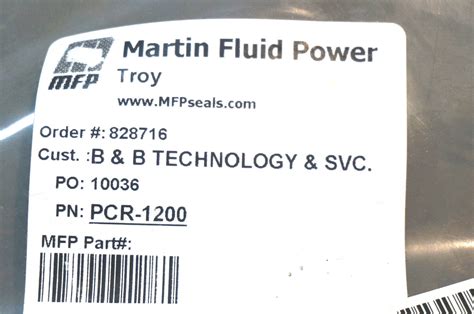 Martin Fluid Power
MFP
Troy
www.MFPseals.com
Order #: 828716
Cust. :B & B TECHNOLOGY & SVC.
PO: 10036
PN: PCR-1200
MFP Part#: